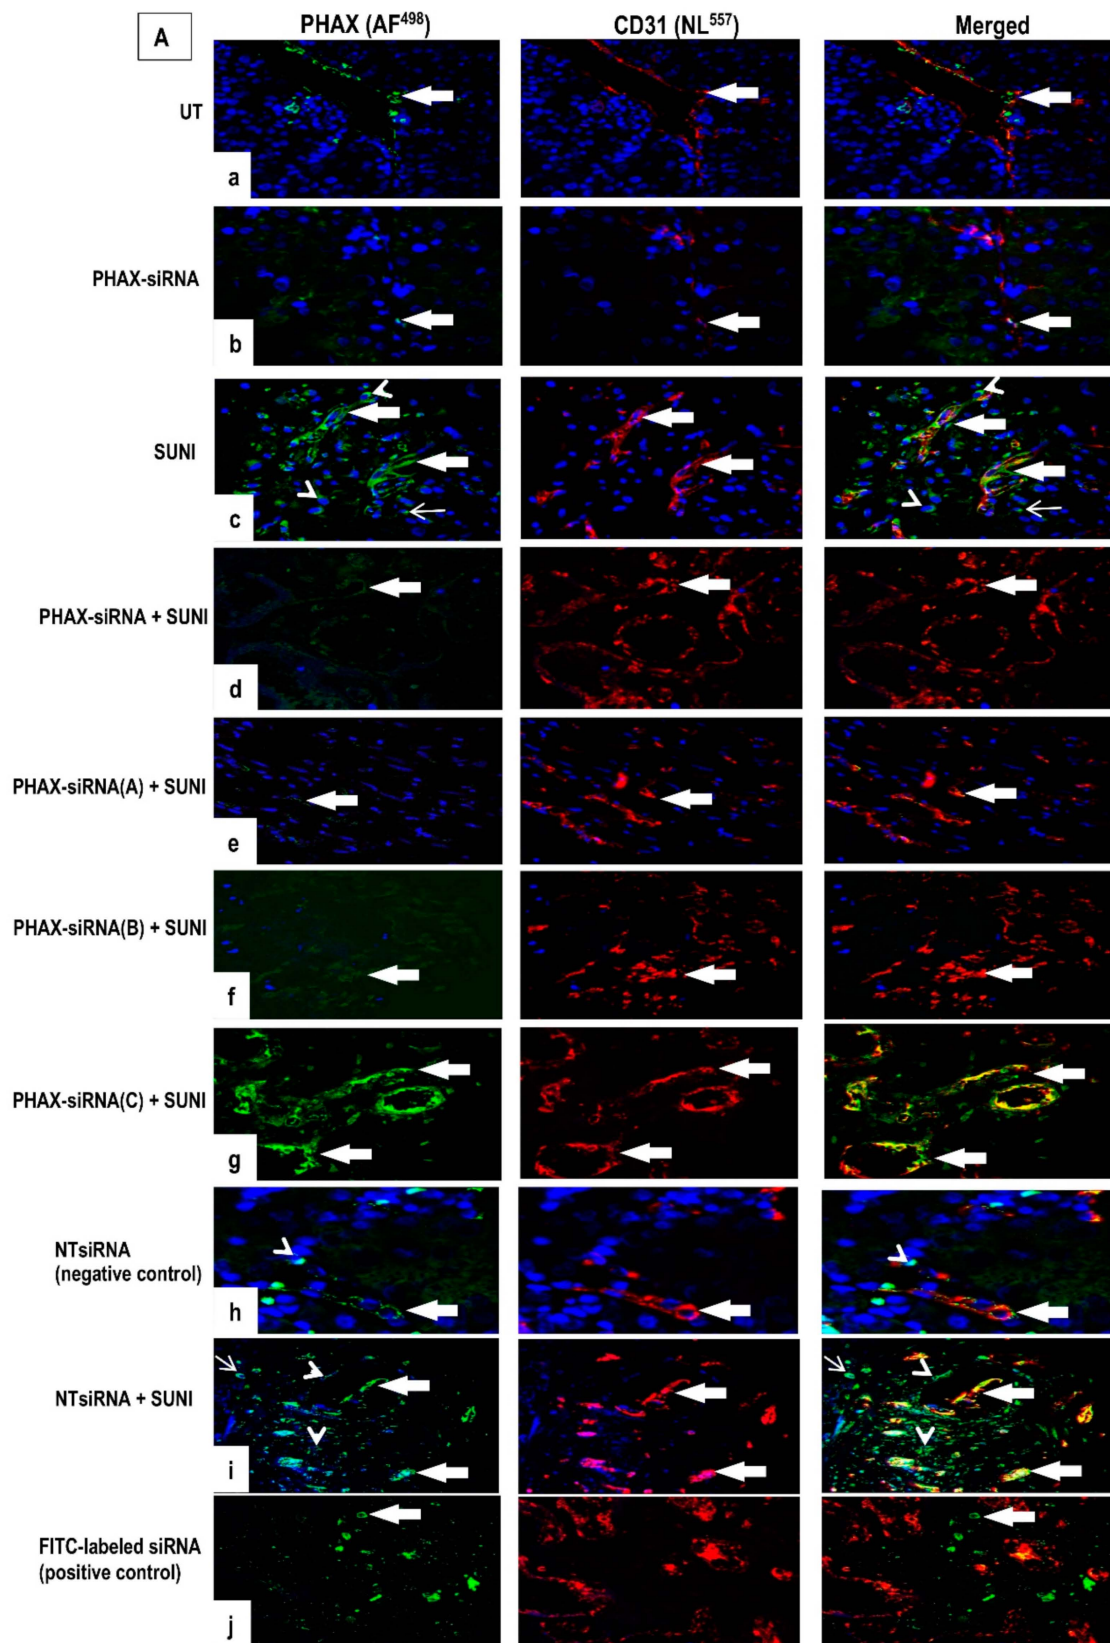 A
PHAX (AF⁴⁹⁸) CD31 (NL⁵⁵⁷) Merged
UT
a
PHAX-siRNA
b
SUNI
c
PHAX-siRNA + SUNI
d
PHAX-siRNA(A) + SUNI
e
PHAX-siRNA(B) + SUNI
f
PHAX-siRNA(C) + SUNI
g
NTsiRNA
(negative control)
h
NTsiRNA + SUNI
i
FITC-labeled siRNA
(positive control)
j